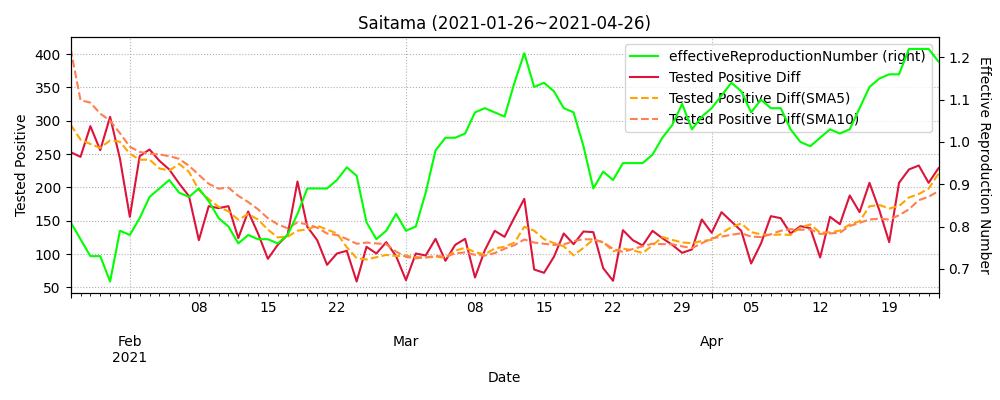 Saitama (2021-01-26~2021-04-26)
effectiveReproductionNumber (right)
Tested Positive Diff
Tested Positive Diff(SMA5)
Tested Positive Diff(SMA10)
Tested Positive
400
350
300
250
200
150
100
50
1.2
1.1
1.0
0.9
0.8
0.7
Effective Reproduction Number
08 15 22 08 15 22 29 05 12 19
Feb Mar Apr
2021
Date